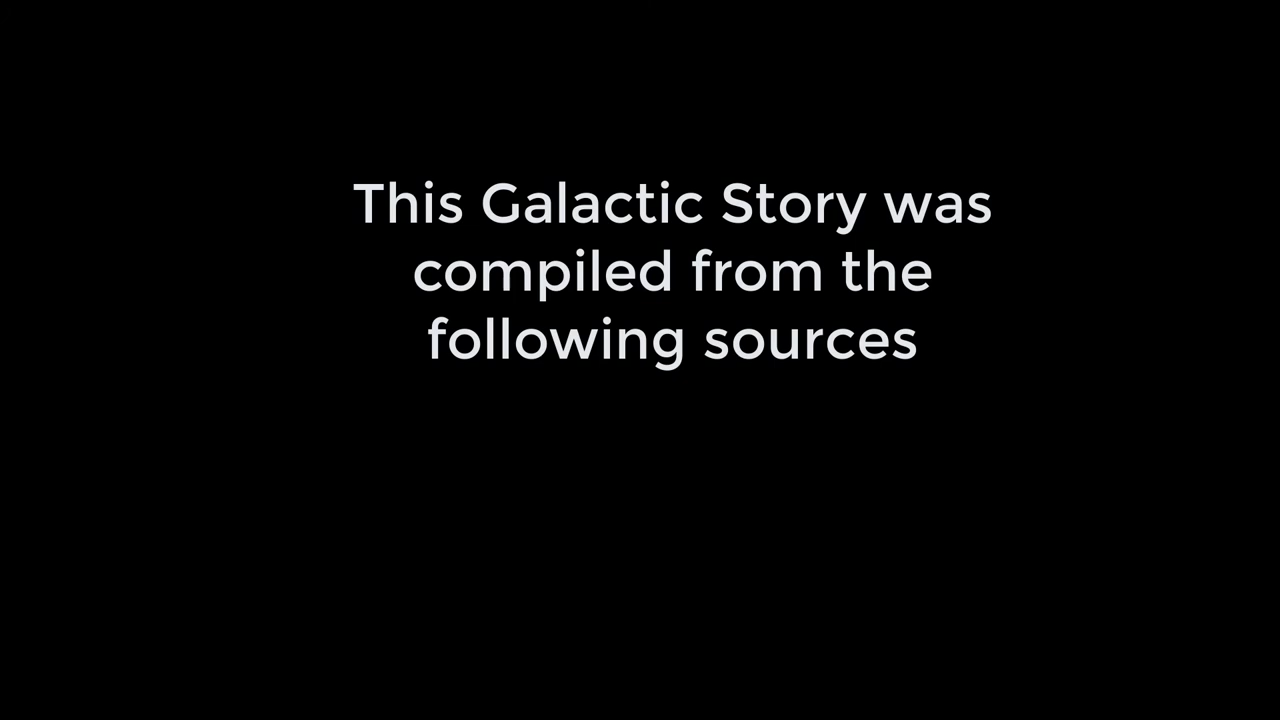 This Galactic Story was
compiled from the
following sources